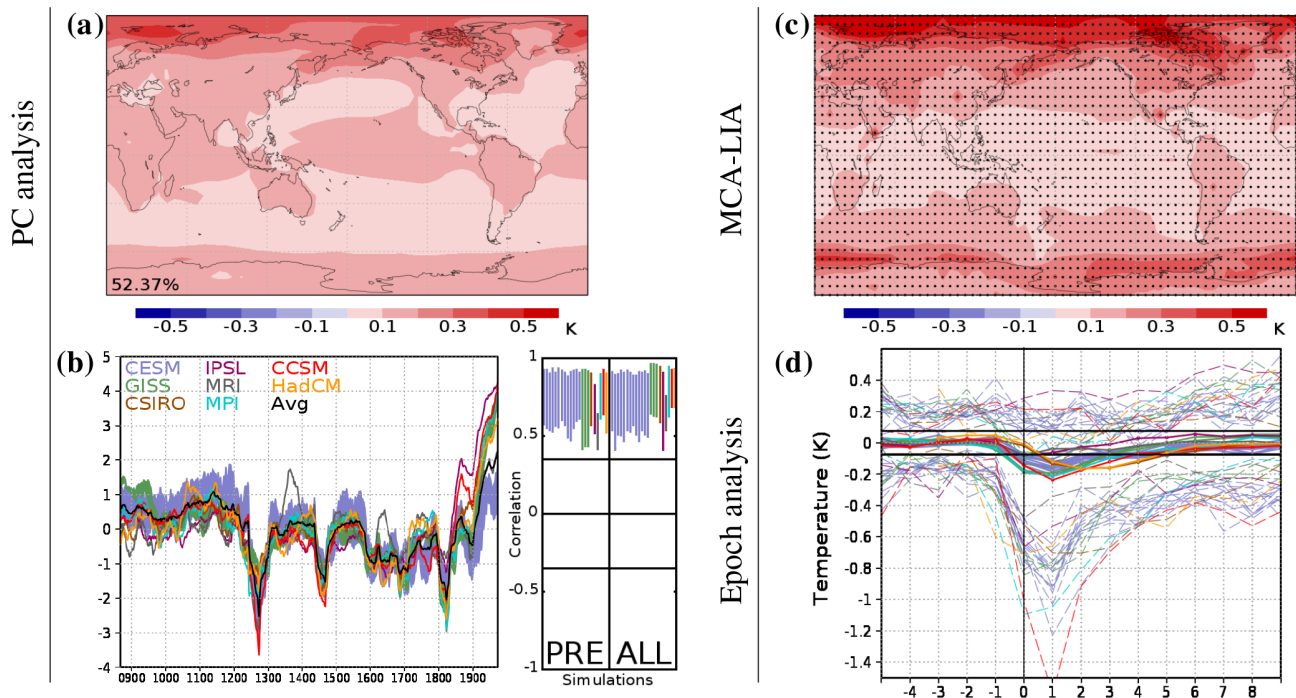 (a)
PC analysis
52.37%
-0.5 -0.3 -0.1 0.1 0.3 0.5 K
(b)
5
4
3
2
1
0
-1
-2
-3
-4
CESM IPSL CCSM
GISS MRI HadCM
CSIRO MPI Avg
0900 1000 1100 1200 1300 1400 1500 1600 1700 1800 1900
Correlation
1
0.5
0
-0.5
-1
PRE ALL
Simulations
(c)
MCA-LIA
-0.5 -0.3 -0.1 0.1 0.3 0.5 K
(d)
Epoch analysis
Temperature (K)
0.4
0.2
0
-0.2
-0.4
-0.6
-0.8
-1
-1.2
-1.4
-4 -3 -2 -1 0 1 2 3 4 5 6 7 8